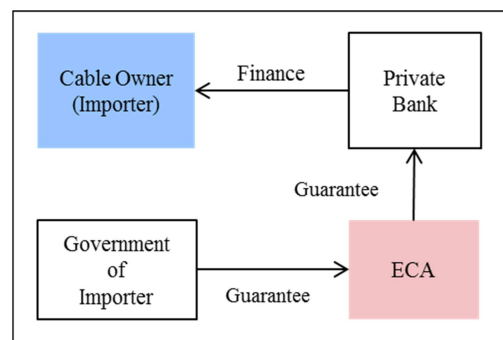 Cable Owner
(Importer)
Finance
Private
Bank
Guarantee
Government
of
Importer
Guarantee
ECA